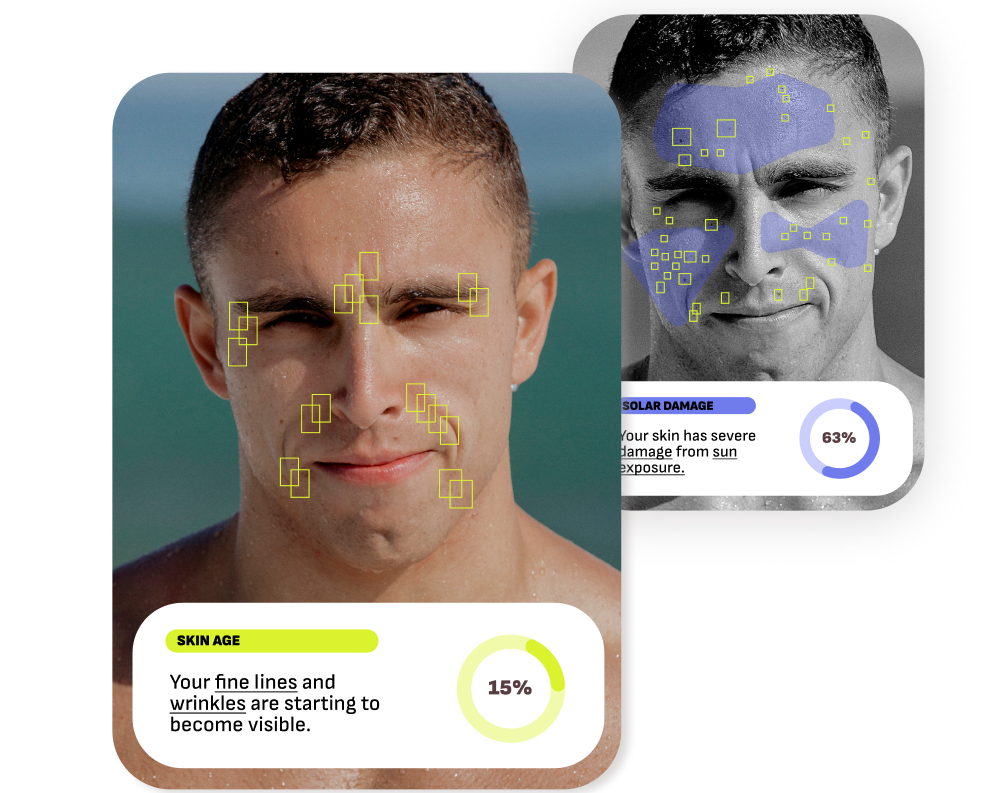 SOLAR DAMAGE
Your skin has severe
damage from sun
exposure.
63%
SKIN AGE
Your fine lines and
wrinkles are starting to
become visible.
15%